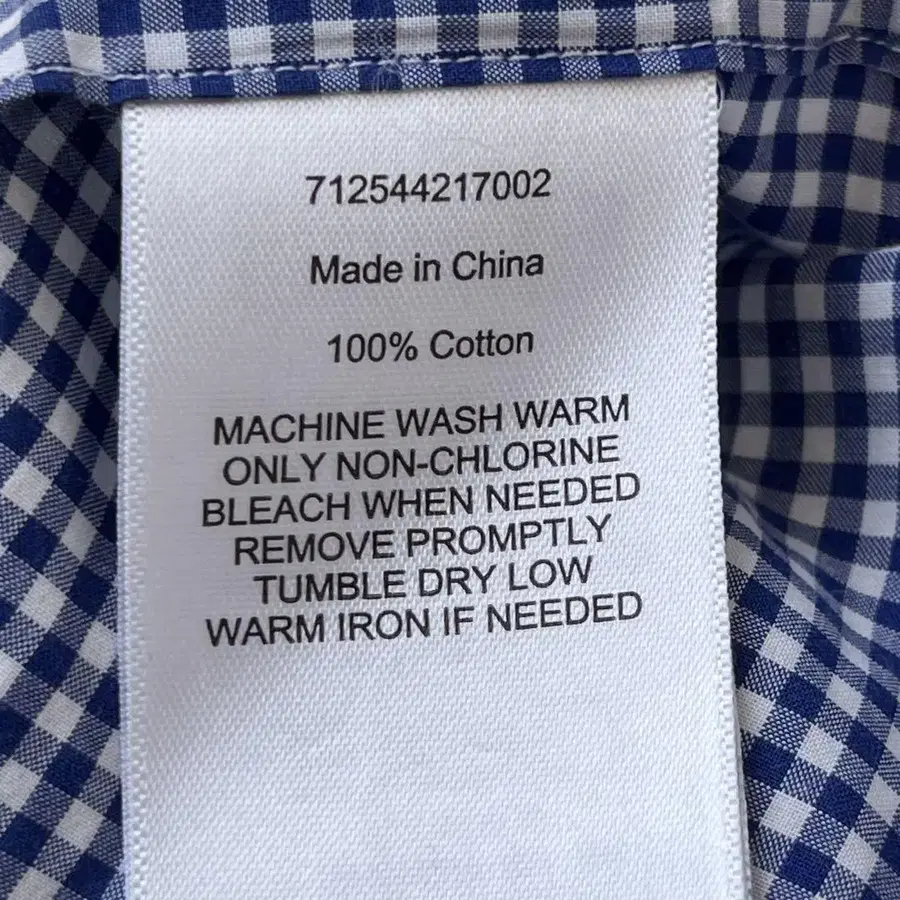 712544217002
Made in China
100% Cotton
MACHINE WASH WARM
ONLY NON-CHLORINE
BLEACH WHEN NEEDED
REMOVE PROMPTLY
TUMBLE DRY LOW
WARM IRON IF NEEDED